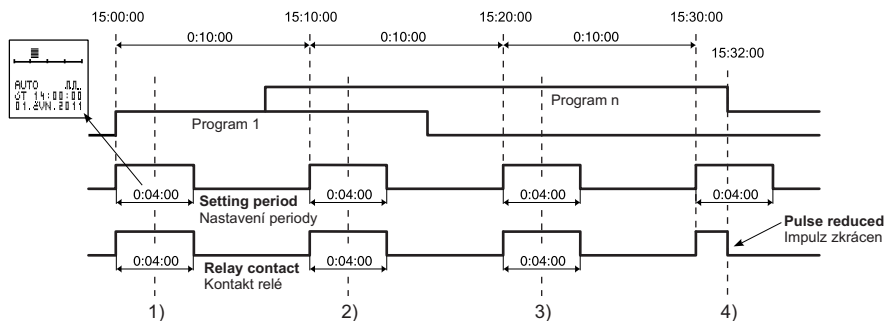 15:00:00 15:10:00 15:20:00 15:30:00
0:10:00 0:10:00 0:10:00
15:32:00
AUTO
ÚT 14:00:00
01.ČVN.2011
Program n
Program 1
0:04:00 0:04:00 0:04:00 0:04:00
Setting period
Nastavení periody
Pulse reduced
Impulz zkrácen
0:04:00 0:04:00 0:04:00
Relay contact
Kontakt relé
1) 2) 3) 4)